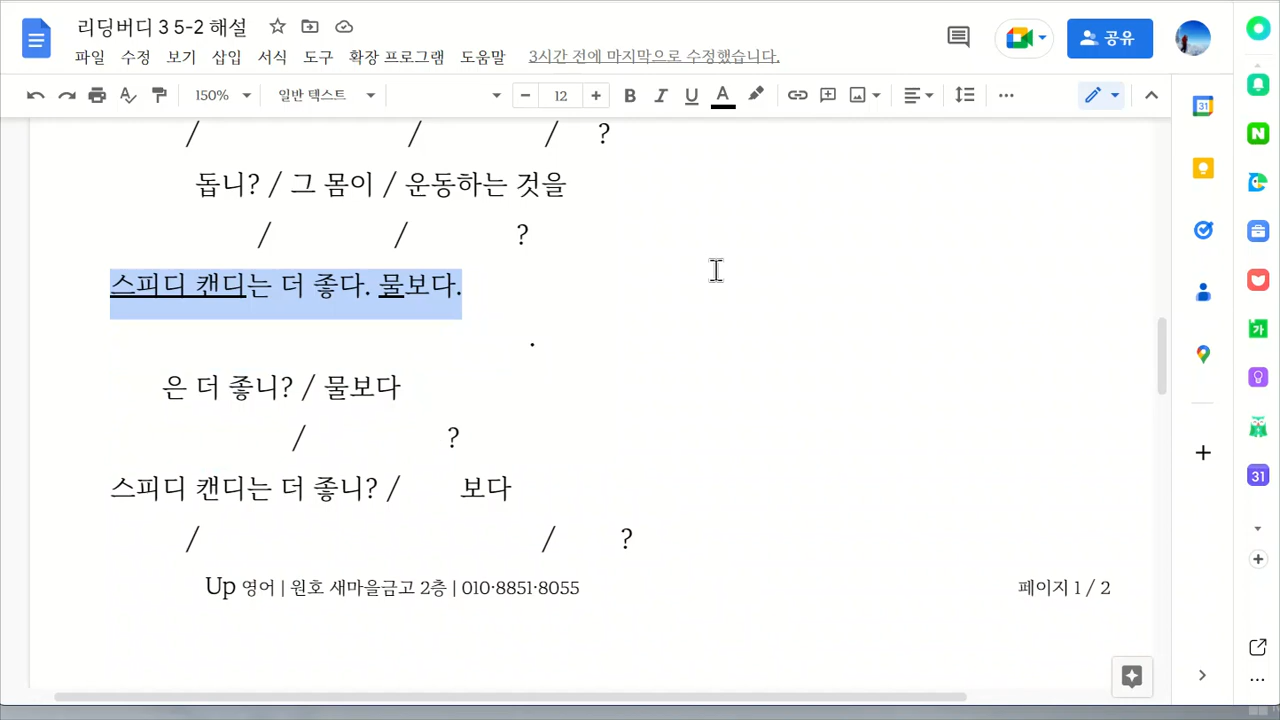 리딩버디 3 5-2 해설
파일 수정 보기 삽입 서식 도구 확장 프로그램 도움말 3시간 전에 마지막으로 수정했습니다.
공유
150% 일반 텍스트 − 12 + B I U A
31
N
/ / / ?
돕니? / 그 몸이 / 운동하는 것을
/ / ?
스피디 캔디는 더 좋다. 물보다.
.
은 더 좋니? / 물보다
/ ?
스피디 캔디는 더 좋니? / 보다
/ / ?
Up 영어 | 원호 새마을금고 2층 | 010-8851-8055 페이지 1 / 2
가
31